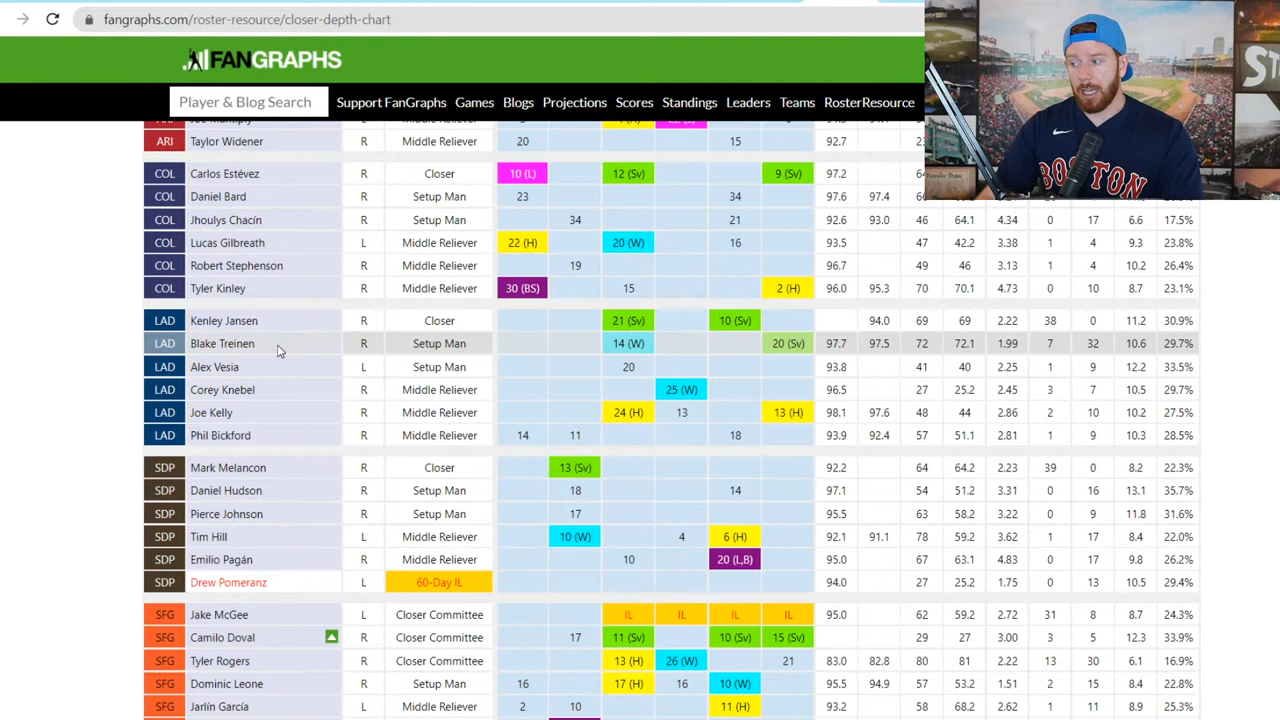 fangraphs.com/roster-resource/closer-depth-chart
FANGRAPHS
Player & Blog Search Support FanGraphs Games Blogs Projections Scores Standings Leaders Teams RosterResource
ARI Taylor Widener R Middle Reliever 20 15 92.7
COL Carlos Estévez R Closer 10 (L) 12 (Sv) 9 (Sv) 97.2
COL Daniel Bard R Setup Man 23 34 97.6 97.4
COL Jhoulys Chacín R Setup Man 34 21 92.6 93.0 46 64.1 4.34 0 17 6.6 17.5%
COL Lucas Gilbreath L Middle Reliever 22 (H) 20 (W) 16 93.5 47 42.2 3.38 1 4 9.3 23.8%
COL Robert Stephenson R Middle Reliever 19 96.7 49 46 3.13 1 4 10.2 26.4%
COL Tyler Kinley R Middle Reliever 30 (BS) 15 2 (H) 96.0 95.3 70 70.1 4.73 0 10 8.7 23.1%
LAD Kenley Jansen R Closer 21 (Sv) 10 (Sv) 94.0 69 69 2.22 38 0 11.2 30.9%
LAD Blake Treinen R Setup Man 14 (W) 20 (Sv) 97.7 97.5 72 72.1 1.99 7 32 10.6 29.7%
LAD Alex Vesia L Setup Man 20 93.8 41 40 2.25 1 9 12.2 33.5%
LAD Corey Knebel R Middle Reliever 25 (W) 96.5 27 25.2 2.45 3 7 10.5 29.7%
LAD Joe Kelly R Middle Reliever 24 (H) 13 13 (H) 98.1 97.6 48 44 2.86 2 10 10.2 27.5%
LAD Phil Bickford R Middle Reliever 14 11 18 93.9 92.4 57 51.1 2.81 1 9 10.3 28.5%
SDP Mark Melancon R Closer 13 (Sv) 92.2 64 64.2 2.23 39 0 8.2 22.3%
SDP Daniel Hudson R Setup Man 18 14 97.1 54 51.2 3.31 0 16 13.1 35.7%
SDP Pierce Johnson R Setup Man 17 95.5 63 58.2 3.22 0 9 11.8 31.6%
SDP Tim Hill L Middle Reliever 10 (W) 4 6 (H) 92.1 91.1 78 59.2 3.62 1 17 8.4 22.0%
SDP Emilio Pagán R Middle Reliever 10 20 (L,B) 95.0 67 63.1 4.83 0 17 9.8 26.2%
SDP Drew Pomeranz L 60-Day IL 94.0 27 25.2 1.75 0 13 10.5 29.4%
SFG Jake McGee L Closer Committee IL IL IL IL 95.0 62 59.2 2.72 31 8 8.7 24.3%
SFG Camilo Doval R Closer Committee 17 11 (Sv) 10 (Sv) 15 (Sv) 29 27 3.00 3 5 12.3 33.9%
SFG Tyler Rogers R Closer Committee 13 (H) 26 (W) 21 83.0 82.8 80 81 2.22 13 30 6.1 16.9%
SFG Dominic Leone R Setup Man 16 17 (H) 16 10 (W) 95.5 94.9 57 53.2 1.51 2 15 8.4 22.8%
SFG Jarlín García L Middle Reliever 2 10 11 (H) 93.2 58 68.2 2.62 1 3 8.9 25.1%
BOSTON